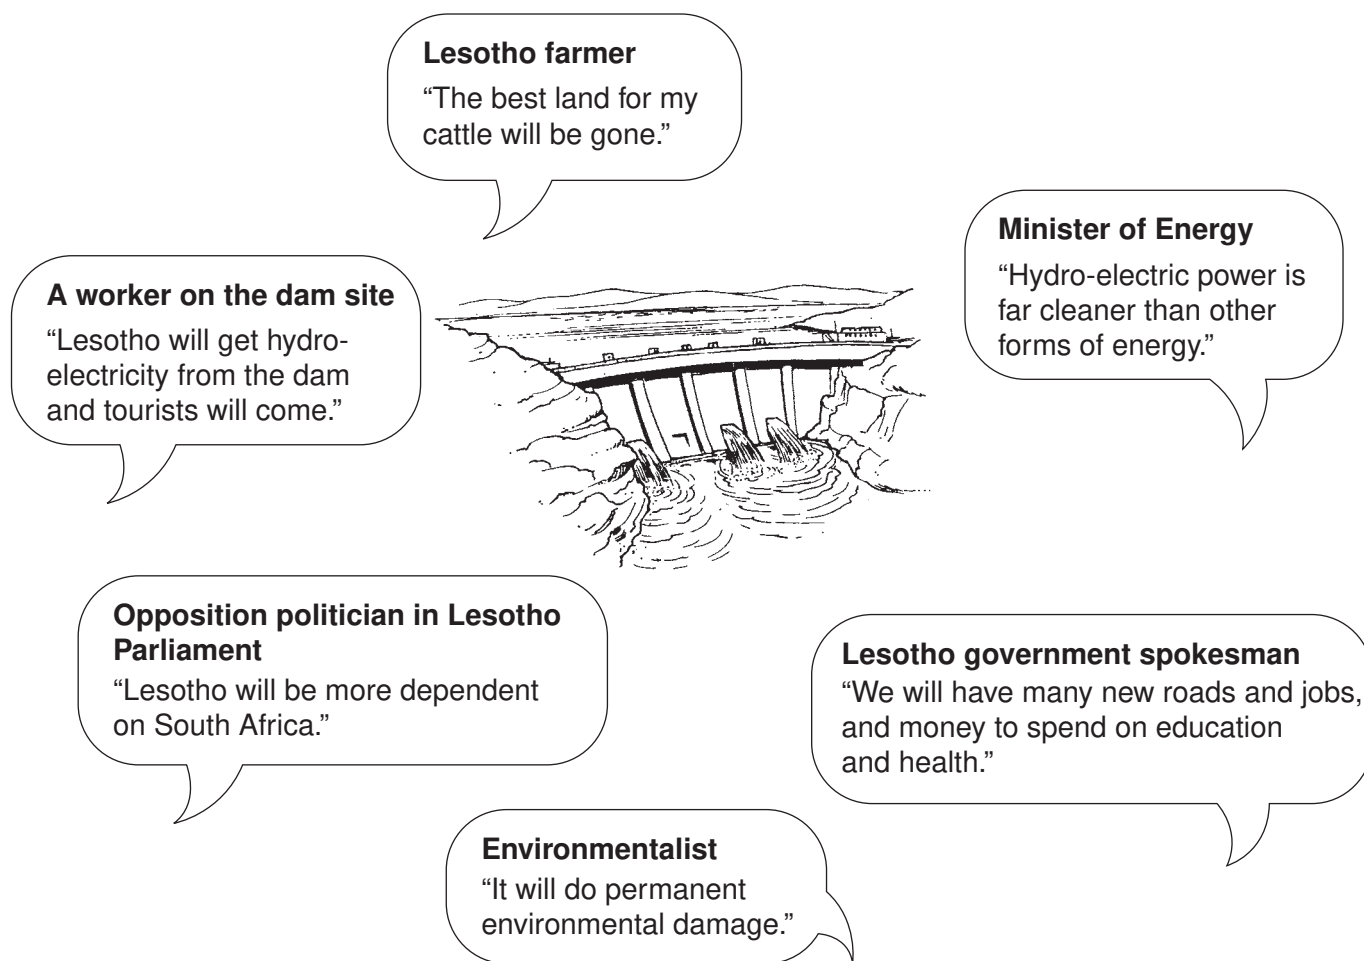 Lesotho farmer
“The best land for my
cattle will be gone.”
Minister of Energy
“Hydro-electric power is
far cleaner than other
forms of energy.”
A worker on the dam site
“Lesotho will get hydro-
electricity from the dam
and tourists will come.”
Opposition politician in Lesotho
Parliament
“Lesotho will be more dependent
on South Africa.”
Lesotho government spokesman
“We will have many new roads and jobs,
and money to spend on education
and health.”
Environmentalist
“It will do permanent
environmental damage.”